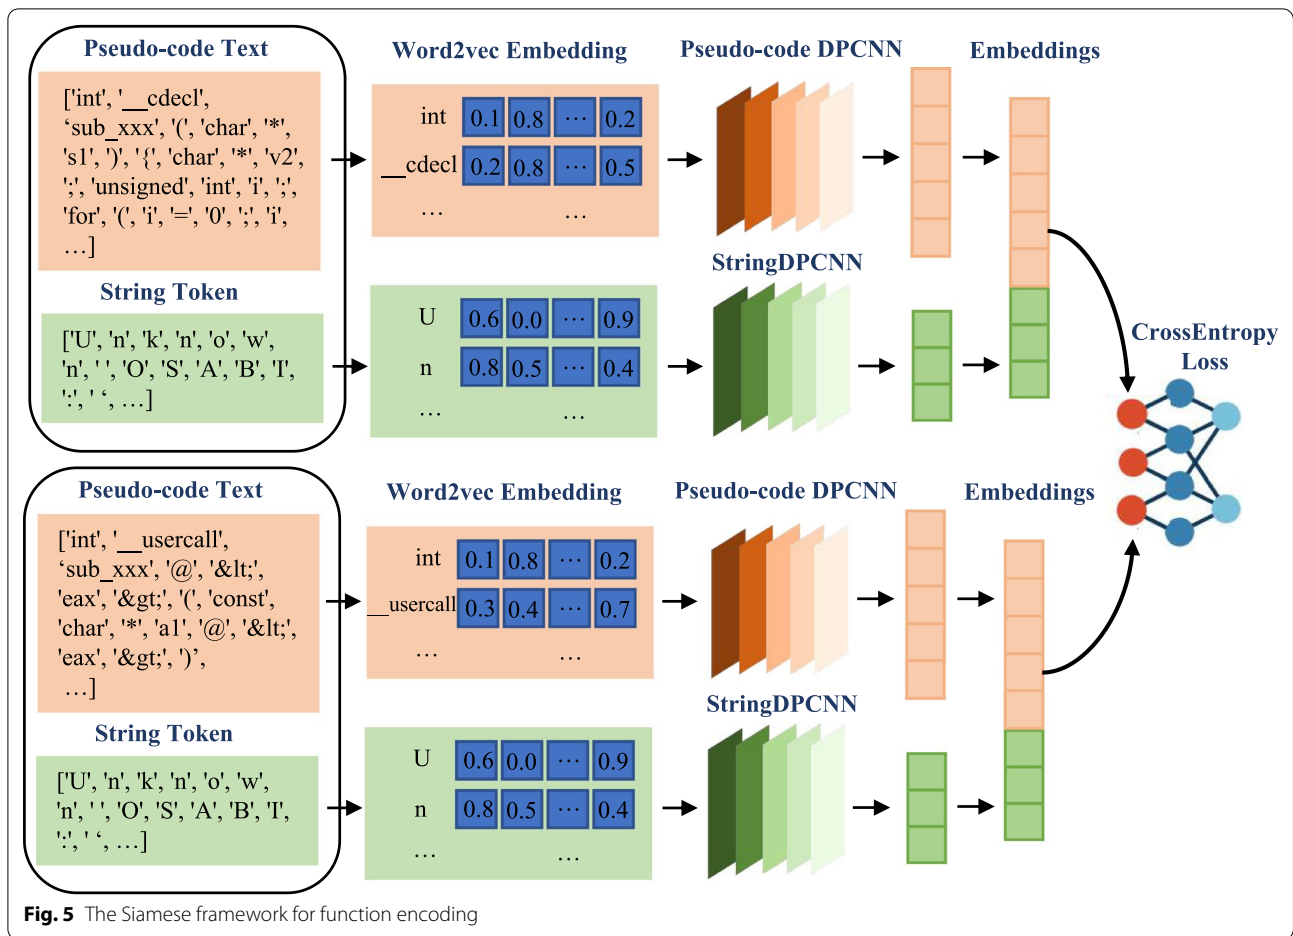 Pseudo-code Text
['int', '__cdecl',
‘sub_xxx', '(', 'char', '*',
's1', ')', '{', 'char', '*', 'v2',
';', 'unsigned', 'int', 'i', ';',
'for', '(', 'i', '=', '0', ';', 'i',
…]
String Token
['U', 'n', 'k', 'n', 'o', 'w',
'n', ' ', 'O', 'S', 'A', 'B', 'I',
':', ' ‘, …]
Word2vec Embedding
int 0.1 0.8 … 0.2
__cdecl 0.2 0.8 … 0.5
… …
U 0.6 0.0 … 0.9
n 0.8 0.5 … 0.4
… …
Pseudo-code DPCNN
StringDPCNN
Embeddings
CrossEntropy
Loss
Pseudo-code Text
['int', '__usercall',
‘sub_xxx', '@', '&lt;',
'eax', '&gt;', '(', 'const',
'char', '*', 'a1', '@', '&lt;',
'eax', '&gt;', ')’,
…]
String Token
['U', 'n', 'k', 'n', 'o', 'w',
'n', ' ', 'O', 'S', 'A', 'B', 'I',
':', ' ‘, …]
Word2vec Embedding
int 0.1 0.8 … 0.2
__usercall 0.3 0.4 … 0.7
… …
U 0.6 0.0 … 0.9
n 0.8 0.5 … 0.4
… …
Pseudo-code DPCNN
StringDPCNN
Embeddings
Fig. 5 The Siamese framework for function encoding